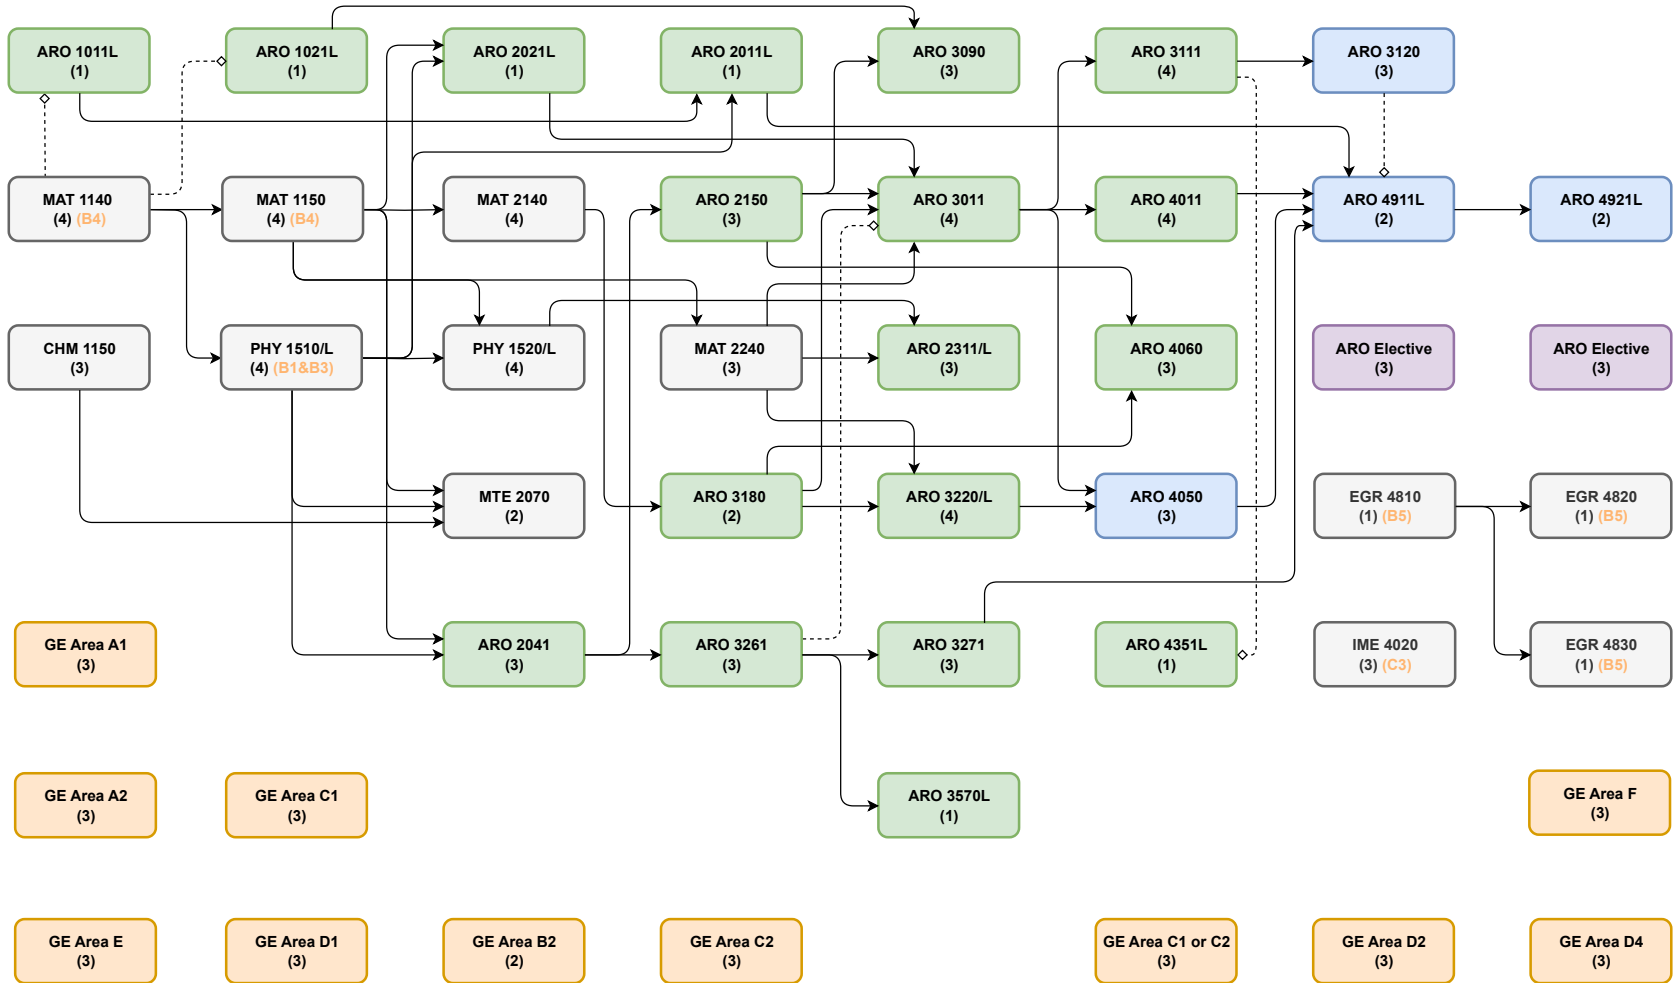 ARO 1011L
(1)
ARO 1021L
(1)
ARO 2021L
(1)
ARO 2011L
(1)
ARO 3090
(3)
ARO 3111
(4)
ARO 3120
(3)
MAT 1140
(4) (B4)
MAT 1150
(4) (B4)
MAT 2140
(4)
ARO 2150
(3)
ARO 3011
(4)
ARO 4011
(4)
ARO 4911L
(2)
ARO 4921L
(2)
CHM 1150
(3)
PHY 1510/L
(4) (B1&B3)
PHY 1520/L
(4)
MAT 2240
(3)
ARO 2311/L
(3)
ARO 4060
(3)
ARO Elective
(3)
ARO Elective
(3)
MTE 2070
(2)
ARO 3180
(2)
ARO 3220/L
(4)
ARO 4050
(3)
EGR 4810
(1) (B5)
EGR 4820
(1) (B5)
GE Area A1
(3)
ARO 2041
(3)
ARO 3261
(3)
ARO 3271
(3)
ARO 4351L
(1)
IME 4020
(3) (C3)
EGR 4830
(1) (B5)
GE Area A2
(3)
GE Area C1
(3)
ARO 3570L
(1)
GE Area F
(3)
GE Area E
(3)
GE Area D1
(3)
GE Area B2
(2)
GE Area C2
(3)
GE Area C1 or C2
(3)
GE Area D2
(3)
GE Area D4
(3)